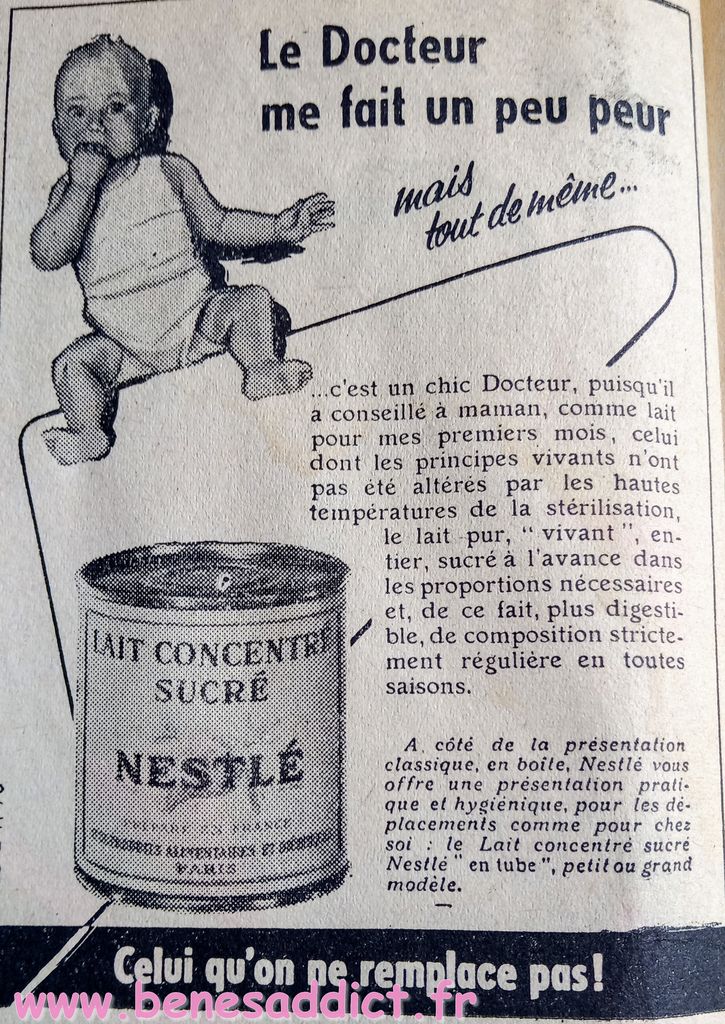 Le Docteur
me fait un peu peur
mais
tout de même...
...c'est un chic Docteur, puisqu'il
a conseillé à maman, comme lait
pour mes premiers mois, celui
dont les principes vivants n'ont
pas été altérés par les hautes
températures de la stérilisation,
le lait pur, “ vivant ”, en-
tier, sucré à l'avance dans
les proportions nécessaires
et, de ce fait, plus digesti-
ble, de composition stricte-
ment régulière en toutes
saisons.
LAIT CONCENTRÉ
SUCRÉ
NESTLÉ
ALIMENTAIRES ET
PARIS
A côté de la présentation
classique, en boite, Nestlé vous
offre une présentation prati-
que et hygiénique, pour les dé-
placements comme pour chez
soi : le Lait concentré sucré
Nestlé “ en tube ”, petit ou grand
modèle.
Celui qu'on ne remplace pas!
www.benesaddict.fr